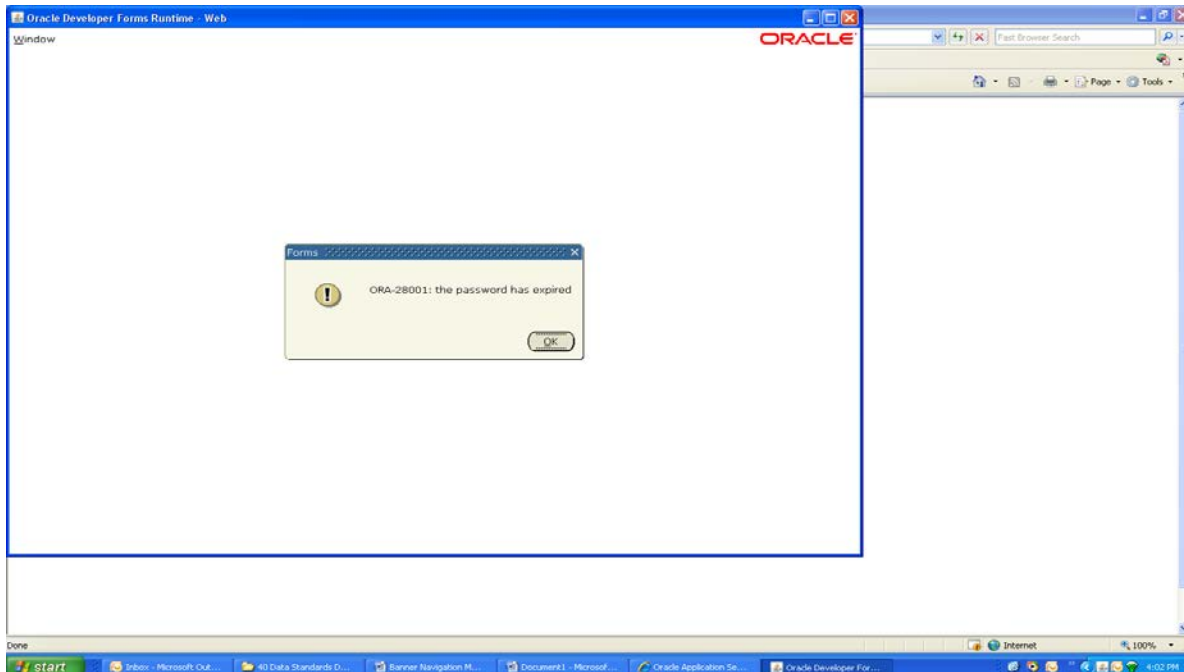 Oracle Developer Forms Runtime - Web
Window
ORACLE
Fast Browser Search
Page
Tools
Forms
ORA-28001: the password has expired
OK
Done
Internet
100%
start
Inbox - Microsoft Out...
40 Data Standards D...
Banner Navigation M...
Document1 - Microsof...
Oracle Application Se...
Oracle Developer For...
4:02 PM